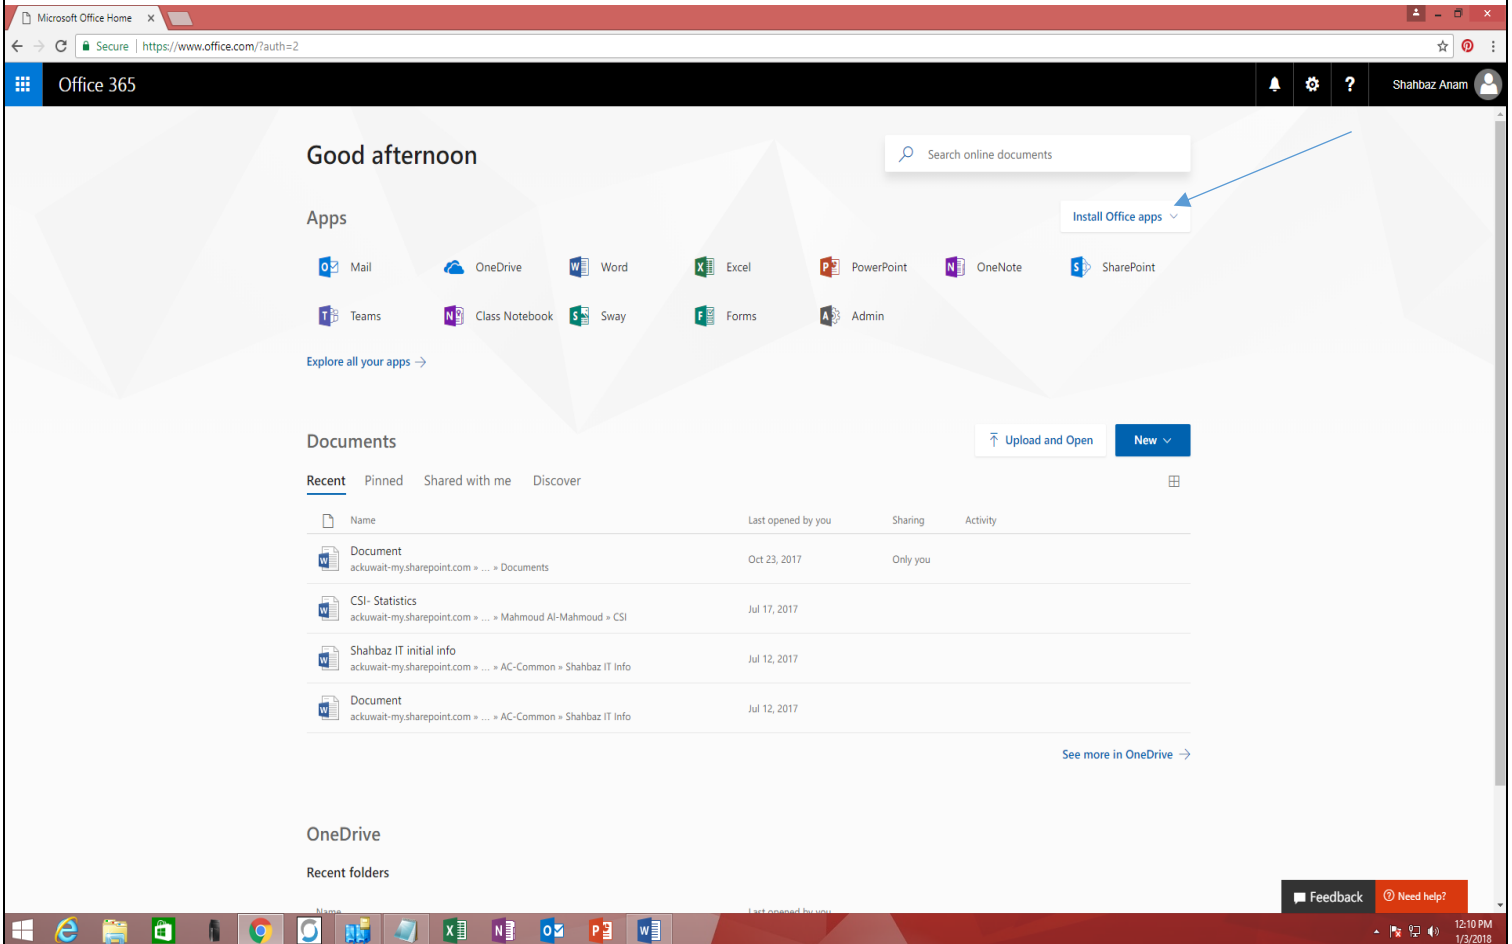 Microsoft Office Home
Secure https://www.office.com/?auth=2
Office 365
? Shahbaz Anam
Good afternoon
Search online documents
Apps
Install Office apps
Mail OneDrive Word Excel PowerPoint OneNote SharePoint
Teams Class Notebook Sway Forms Admin
Explore all your apps →
Documents
Upload and Open
New
Recent Pinned Shared with me Discover
Name Last opened by you Sharing Activity
Document
ackuwait-my.sharepoint.com » ... » Documents
Oct 23, 2017 Only you
CSI- Statistics
ackuwait-my.sharepoint.com » ... » Mahmoud Al-Mahmoud » CSI
Jul 17, 2017
Shahbaz IT initial info
ackuwait-my.sharepoint.com » ... » AC-Common » Shahbaz IT Info
Jul 12, 2017
Document
ackuwait-my.sharepoint.com » ... » AC-Common » Shahbaz IT Info
Jul 12, 2017
See more in OneDrive →
OneDrive
Recent folders
Name Last opened by you
Feedback
Need help?
12:10 PM
1/3/2018